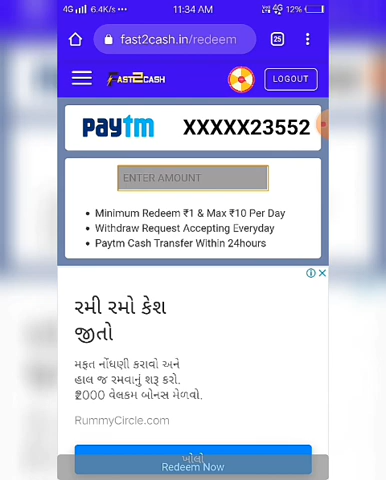 4G 6.4K/s ••• 11:34 AM 4G 12%
fast2cash.in/redeem 25
FAST2CASH LOGOUT
paytm XXXXX23552
ENTER AMOUNT
• Minimum Redeem ₹1 & Max ₹10 Per Day
• Withdraw Request Accepting Everyday
• Paytm Cash Transfer Within 24hours
રમી રમો કેશ
જીતો
મફત નોંધણી કરાવો અને
હાલ જ રમવાનું શરૂ કરો.
₹2000 વેલકમ બોનસ મેળવો.
RummyCircle.com
ખોલો
Redeem Now